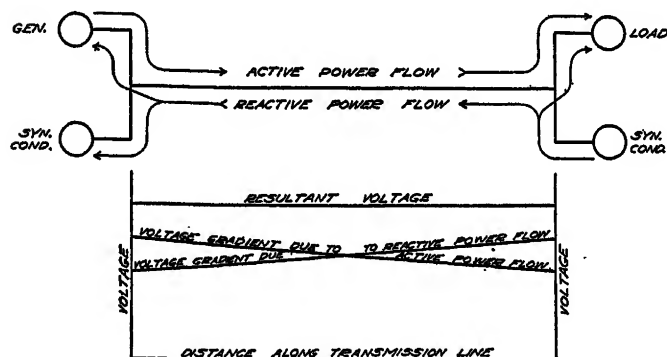 GEN.
LOAD
ACTIVE POWER FLOW
REACTIVE POWER FLOW
SYN.
COND.
SYN.
COND.
RESULTANT VOLTAGE
VOLTAGE GRADIENT DUE TO ACTIVE POWER FLOW.
VOLTAGE GRADIENT DUE TO REACTIVE POWER FLOW
VOLTAGE
VOLTAGE
DISTANCE ALONG TRANSMISSION LINE